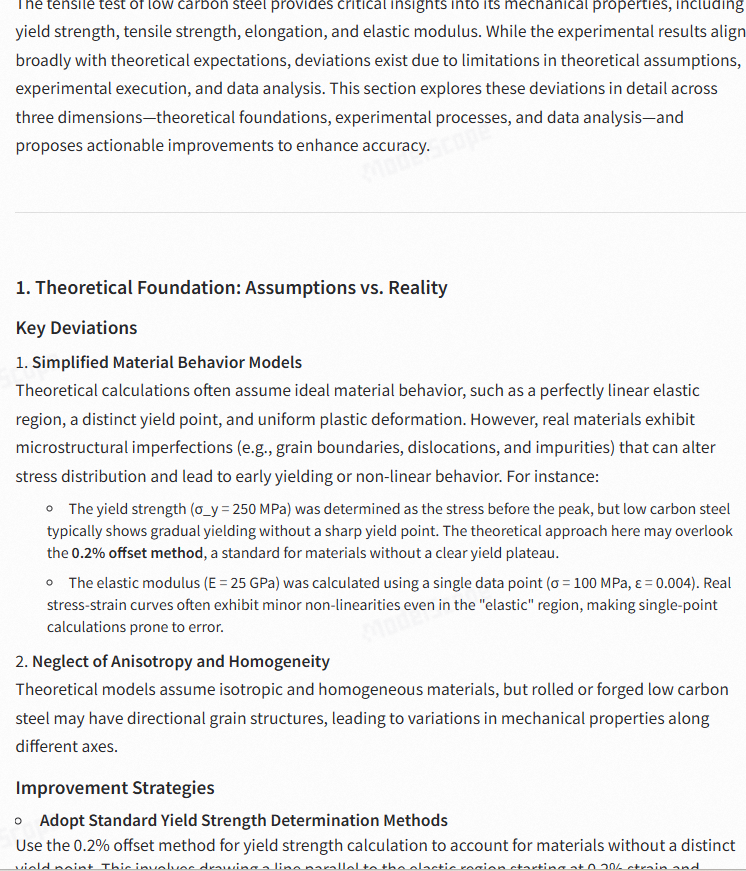 The tensile test of low carbon steel provides critical insights into its mechanical properties, including
yield strength, tensile strength, elongation, and elastic modulus. While the experimental results align
broadly with theoretical expectations, deviations exist due to limitations in theoretical assumptions,
experimental execution, and data analysis. This section explores these deviations in detail across
three dimensions—theoretical foundations, experimental processes, and data analysis—and
proposes actionable improvements to enhance accuracy.
ModelScope
1. Theoretical Foundation: Assumptions vs. Reality
Key Deviations
1. Simplified Material Behavior Models
Theoretical calculations often assume ideal material behavior, such as a perfectly linear elastic
region, a distinct yield point, and uniform plastic deformation. However, real materials exhibit
microstructural imperfections (e.g., grain boundaries, dislocations, and impurities) that can alter
stress distribution and lead to early yielding or non-linear behavior. For instance:
○ The yield strength (σ_y = 250 MPa) was determined as the stress before the peak, but low carbon steel
typically shows gradual yielding without a sharp yield point. The theoretical approach here may overlook
the 0.2% offset method, a standard for materials without a clear yield plateau.
○ The elastic modulus (E = 25 GPa) was calculated using a single data point (σ = 100 MPa, ε = 0.004). Real
stress-strain curves often exhibit minor non-linearities even in the "elastic" region, making single-point
calculations prone to error.
ModelScope
2. Neglect of Anisotropy and Homogeneity
Theoretical models assume isotropic and homogeneous materials, but rolled or forged low carbon
steel may have directional grain structures, leading to variations in mechanical properties along
different axes.
Improvement Strategies
○ Adopt Standard Yield Strength Determination Methods
Use the 0.2% offset method for yield strength calculation to account for materials without a distinct
yield point. This involves drawing a line parallel to the elastic region starting at 0.2% strain and